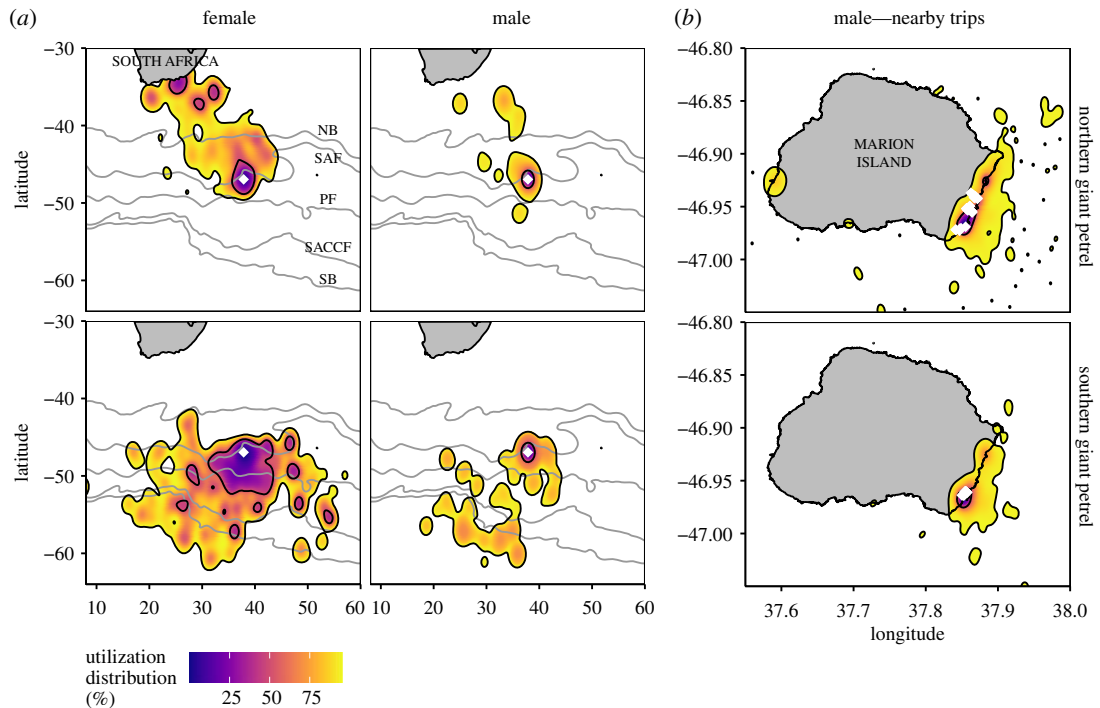 (a)
female
male
(b)
male—nearby trips
−30
−40
−50
−60
latitude
SOUTH AFRICA
NB
SAF
PF
SACCF
SB
−46.80
−46.85
−46.90
−46.95
−47.00
MARION
ISLAND
northern giant petrel
−30
−40
−50
−60
latitude
10 20 30 40 50 60
10 20 30 40 50 60
−46.80
−46.85
−46.90
−46.95
−47.00
southern giant petrel
37.6 37.7 37.8 37.9 38.0
longitude
utilization
distribution
(%)
25 50 75